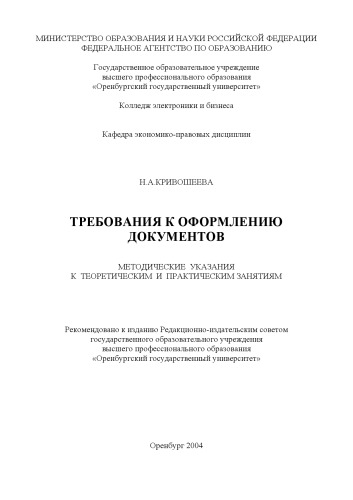 МИНИСТЕРСТВО ОБРАЗОВАНИЯ И НАУКИ РОССИЙСКОЙ ФЕДЕРАЦИИ
ФЕДЕРАЛЬНОЕ АГЕНТСТВО ПО ОБРАЗОВАНИЮ
Государственное образовательное учреждение
высшего профессионального образования
«Оренбургский государственный университет»
Колледж электроники и бизнеса
Кафедра экономико-правовых дисциплин
Н.А.КРИВОШЕЕВА
ТРЕБОВАНИЯ К ОФОРМЛЕНИЮ
ДОКУМЕНТОВ
МЕТОДИЧЕСКИЕ УКАЗАНИЯ
К ТЕОРЕТИЧЕСКИМ И ПРАКТИЧЕСКИМ ЗАНЯТИЯМ
Рекомендовано к изданию Редакционно-издательским советом
государственного образовательного учреждения
высшего профессионального образования
«Оренбургский государственный университет»
Оренбург 2004